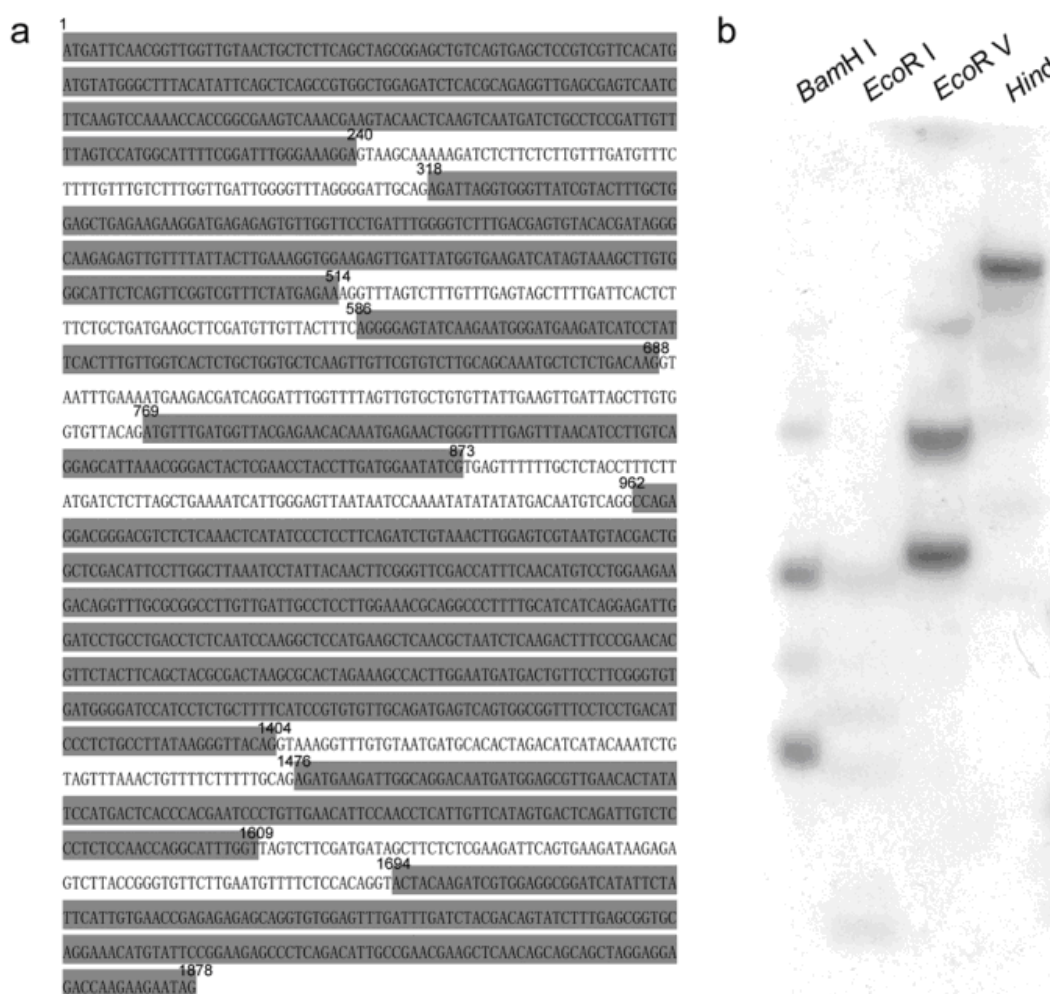 a
1
ATGATTCAACGGTTGGTTGTAACTGCTCTTCAGCTAGCGGAGCTGTCAGTGAGCTCCGTCGTTCACATG
ATGTATGGGCTTTACATATTCAGCTCAGCCGTGGCTGGAGATCTCACGCAGAGGTTGAGCGAGTCAATC
TTCAAGTCCAAAACCACCGGCGAAGTCAAACGAAGTACAACTCAAGTCAATGATCTGCCTCCGATTGTT
240
TTAGTCCATGGCATTTTCGGATTTGGGAAAGGAGTAAGCAAAAAGATCTCTTCTCTTGTTTGATGTTTC
318
TTTTGTTTGTCTTTGGTTGATTGGGGTTTAGGGGATTGCAGAGATTAGGTGGGTTATCGTACTTTGCTG
GAGCTGAGAAGAAGGATGAGAGAGTGTTGGTTCCTGATTTGGGGTCTTTGACGAGTGTACACGATAGGG
CAAGAGAGTTGTTTTATTACTTGAAAGGTGGAAGAGTTGATTATGGTGAAGATCATAGTAAAGCTTGTG
514
GGCATTCTCAGTTCGGTCGTTTCTATGAGAAAGGTTTAGTCTTTGTTTGAGTAGCTTTTGATTCACTCT
586
TTCTGCTGATGAAGCTTCGATGTTGTTACTTTCAGGGGAGTATCAAGAATGGGATGAAGATCATCCTAT
688
TCACTTTGTTGGTCACTCTGCTGGTGCTCAAGTTGTTCGTGTCTTGCAGCAAATGCTCTCTGACAAGGT
AATTTGAAAATGAAGACGATCAGGATTTGGTTTTAGTTGTGCTGTGTTATTGAAGTTGATTAGCTTGTG
769
GTGTTACAGATGTTTGATGGTTACGAGAACACAAATGAGAACTGGGTTTTGAGTTTAACATCCTTGTCA
873
GGAGCATTAAACGGGACTACTCGAACCTACCTTGATGGAATATCGTGAGTTTTTTGCTCTACCTTTCTT
962
ATGATCTCTTAGCTGAAAATCATTGGGAGTTAATAATCCAAAATATATATATGACAATGTCAGGCCAGA
GGACGGGACGTCTCTCAAACTCATATCCCTCCTTCAGATCTGTAAACTTGGAGTCGTAATGTACGACTG
GCTCGACATTCCTTGGCTTAAATCCTATTACAACTTCGGGTTCGACCATTTCAACATGTCCTGGAAGAA
GACAGGTTTGCGCGGCCTTGTTGATTGCCTCCTTGGAAACGCAGGCCCTTTTGCATCATCAGGAGATTG
GATCCTGCCTGACCTCTCAATCCAAGGCTCCATGAAGCTCAACGCTAATCTCAAGACTTTCCCGAACAC
GTTCTACTTCAGCTACGCGACTAAGCGCACTAGAAAGCCACTTGGAATGATGACTGTTCCTTCGGGTGT
GATGGGGATCCATCCTCTGCTTTTCATCCGTGTGTTGCAGATGAGTCAGTGGCGGTTTCCTCCTGACAT
1404
CCCTCTGCCTTATAAGGGTTACAGGTAAAGGTTTGTGTAATGATGCACACTAGACATCATACAAATCTG
1476
TAGTTTAAACTGTTTTCTTTTTGCAGAGATGAAGATTGGCAGGACAATGATGGAGCGTTGAACACTATA
TCCATGACTCACCCACGAATCCCTGTTGAACATTCCAACCTCATTGTTCATAGTGACTCAGATTGTCTC
1609
CCTCTCCAACCAGGCATTTGGTTAGTCTTCGATGATAGCTTCTCTCGAAGATTCAGTGAAGATAAGAGA
1694
GTCTTACCGGGTGTTCTTGAATGTTTTCTCCACAGGTACTACAAGATCGTGGAGGCGGATCATATTCTA
TTCATTGTGAACCGAGAGAGAGCAGGTGTGGAGTTTGATTTGATCTACGACAGTATCTTTGAGCGGTGC
AGGAAACATGTATTCCGGAAGAGCCCTCAGACATTGCCGAACGAAGCTCAACAGCAGCAGCTAGGAGGA
1878
GACCAAGAAGAATAG
b
BamH I
EcoR I
EcoR V
Hind